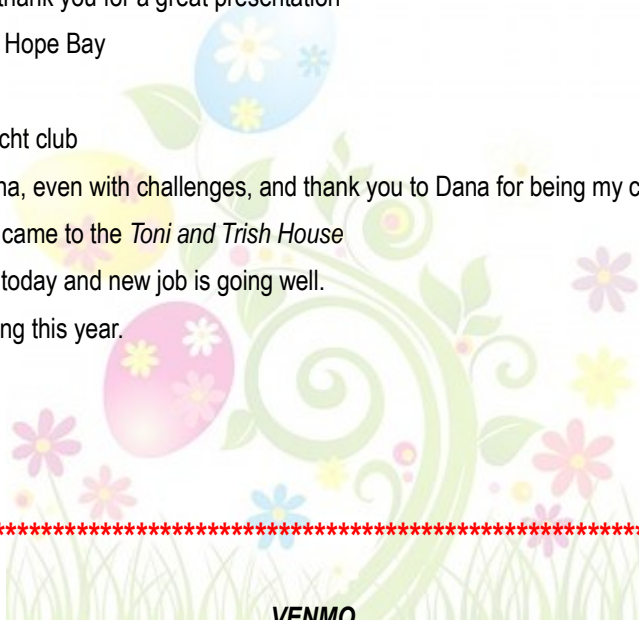 thank you for a great presentation
Hope Bay
cht club
na, even with challenges, and thank you to Dana for being my c
came to the Toni and Trish House
today and new job is going well.
ng this year.
*******************************************************
VENMO